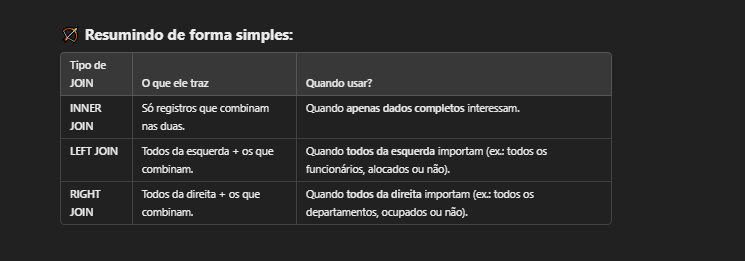 🏹 Resumindo de forma simples:
Tipo de
JOIN
O que ele traz
Quando usar?
INNER
JOIN
Só registros que combinam
nas duas.
Quando apenas dados completos interessam.
LEFT JOIN
Todos da esquerda + os que
combinam.
Quando todos da esquerda importam (ex.: todos os
funcionários, alocados ou não).
RIGHT
JOIN
Todos da direita + os que
combinam.
Quando todos da direita importam (ex.: todos os
departamentos, ocupados ou não).